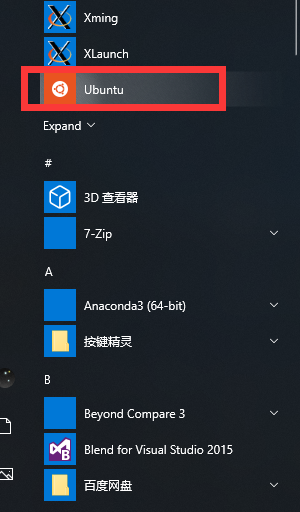 Xming
XLaunch
Ubuntu
Expand
#
3D 查看器
7-Zip
A
Anaconda3 (64-bit)
按键精灵
B
Beyond Compare 3
Blend for Visual Studio 2015
百度网盘